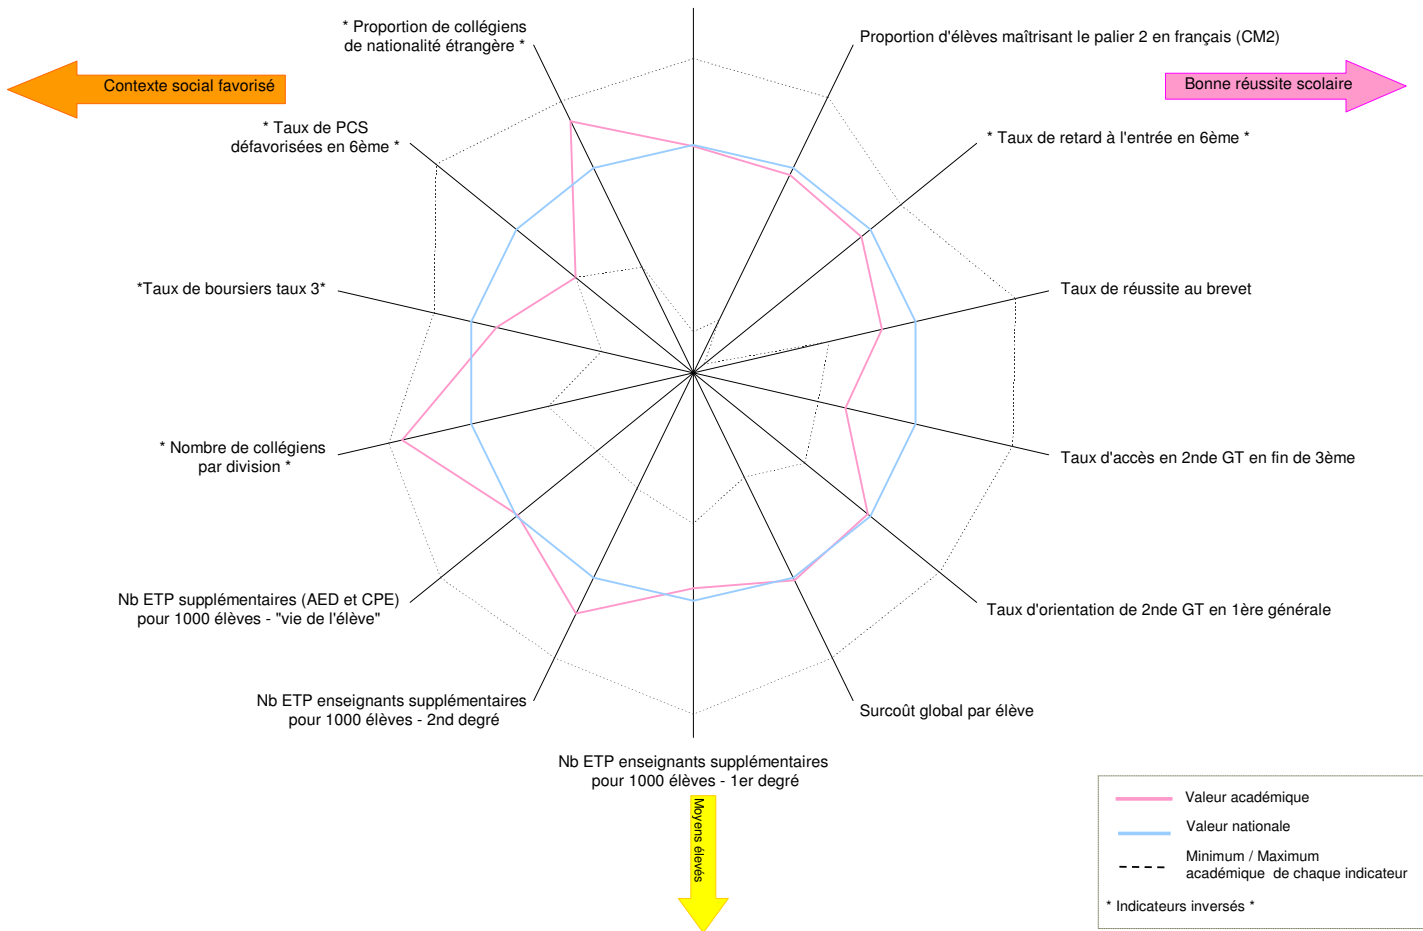 * Proportion de collégiens
de nationalité étrangère *
Proportion d'élèves maîtrisant le palier 2 en français (CM2)
Contexte social favorisé
Bonne réussite scolaire
* Taux de PCS
défavorisées en 6ème *
* Taux de retard à l'entrée en 6ème *
*Taux de boursiers taux 3*
Taux de réussite au brevet
* Nombre de collégiens
par division *
Taux d'accès en 2nde GT en fin de 3ème
Nb ETP supplémentaires (AED et CPE)
pour 1000 élèves - "vie de l'élève"
Taux d'orientation de 2nde GT en 1ère générale
Nb ETP enseignants supplémentaires
pour 1000 élèves - 2nd degré
Surcoût global par élève
Nb ETP enseignants supplémentaires
pour 1000 élèves - 1er degré
Moyens élevés
Valeur académique
Valeur nationale
Minimum / Maximum
académique de chaque indicateur
* Indicateurs inversés *